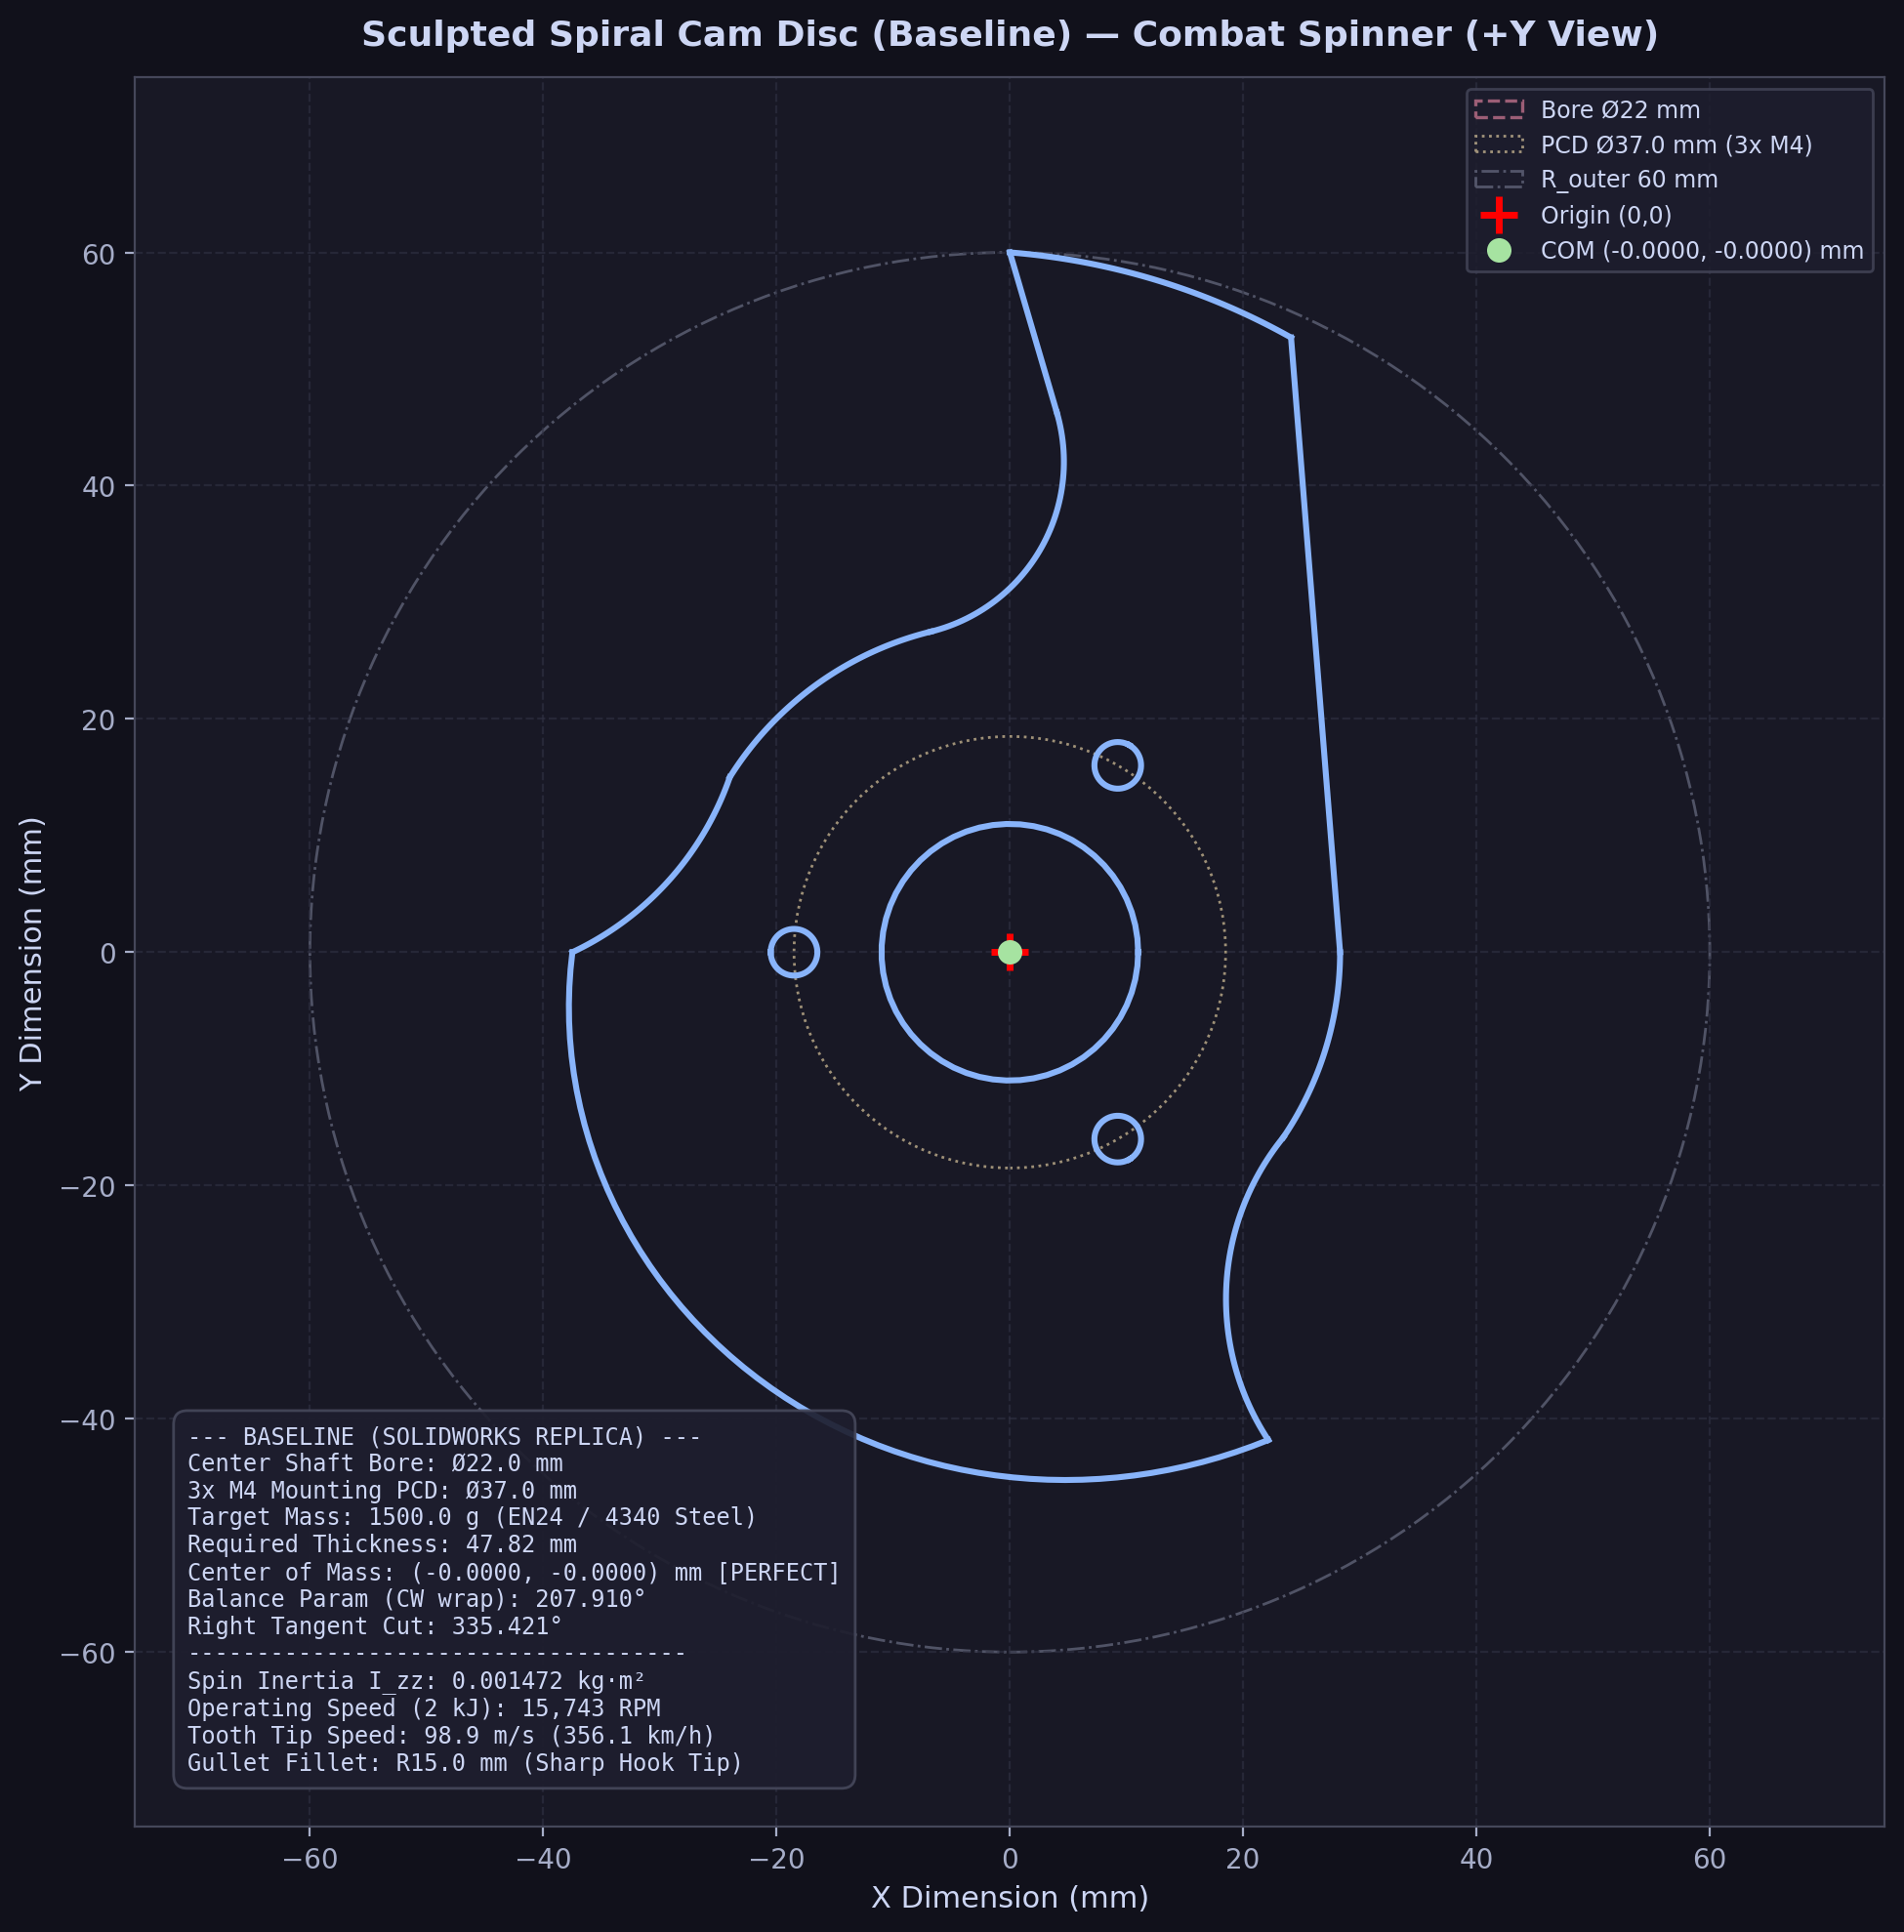 Sculpted Spiral Cam Disc (Baseline) — Combat Spinner (+Y View)
Bore Ø22 mm
PCD Ø37.0 mm (3x M4)
R_outer 60 mm
Origin (0,0)
COM (-0.0000, -0.0000) mm
Y Dimension (mm)
60
40
20
0
−20
−40
−60
--- BASELINE (SOLIDWORKS REPLICA) ---
Center Shaft Bore: Ø22.0 mm
3x M4 Mounting PCD: Ø37.0 mm
Target Mass: 1500.0 g (EN24 / 4340 Steel)
Required Thickness: 47.82 mm
Center of Mass: (-0.0000, -0.0000) mm [PERFECT]
Balance Param (CW wrap): 207.910°
Right Tangent Cut: 335.421°
-----------------------------------
Spin Inertia I_zz: 0.001472 kg·m²
Operating Speed (2 kJ): 15,743 RPM
Tooth Tip Speed: 98.9 m/s (356.1 km/h)
Gullet Fillet: R15.0 mm (Sharp Hook Tip)
−60 −40 −20 0 20 40 60
X Dimension (mm)